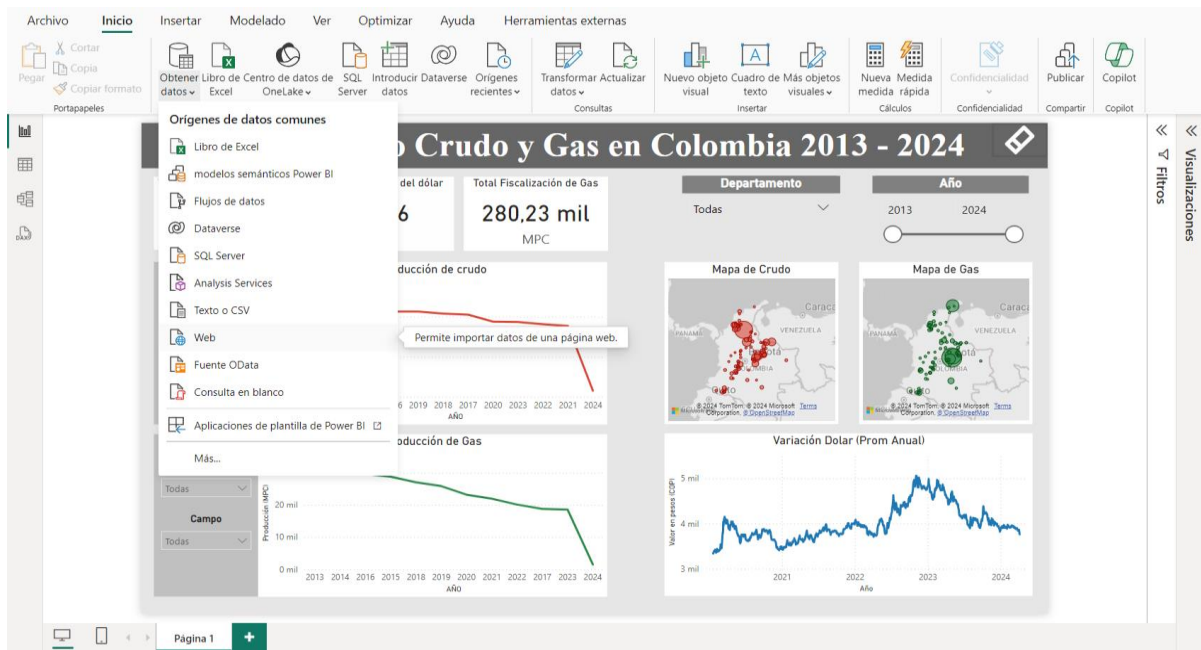 Archivo Inicio Insertar Modelado Ver Optimizar Ayuda Herramientas externas
Pegar
Cortar
Copia
Copiar formato
Portapapeles
Obtener datos
Libro de Excel
Centro de datos de OneLake
SQL Server
Introducir datos
Dataverse
Orígenes recientes
Transformar datos
Actualizar
Consultas
Nuevo objeto visual
Cuadro de texto
Más objetos visuales
Insertar
Nueva medida
Medida rápida
Cálculos
Confidencialidad
Confidencialidad
Publicar
Compartir
Copilot
Copilot
Orígenes de datos comunes
Libro de Excel
modelos semánticos Power BI
Flujos de datos
Dataverse
SQL Server
Analysis Services
Texto o CSV
Web
Permite importar datos de una página web.
Fuente OData
Consulta en blanco
Aplicaciones de plantilla de Power BI
Más...
Crudo y Gas en Colombia 2013 - 2024
del dólar
6
Total Fiscalización de Gas
280,23 mil
MPC
Departamento
Todas
Año
2013 2024
ducción de crudo
6 2019 2018 2017 2020 2023 2022 2021 2024
AÑO
Mapa de Crudo
PANAMÁ
Caraca
VENEZUELA
COLOMBIA
Quito
© 2024 TomTom, © 2024 Microsoft Corporation, © OpenStreetMap Terms
Mapa de Gas
PANAMÁ
Caraca
VENEZUELA
COLOMBIA
Quito
© 2024 TomTom, © 2024 Microsoft Corporation, © OpenStreetMap Terms
oducción de Gas
Todas
Campo
Todas
Producción (MPC)
20 mil
10 mil
0 mil
2013 2014 2016 2015 2018 2019 2020 2021 2022 2017 2023 2024
AÑO
Variación Dolar (Prom Anual)
Valor en pesos (COP)
5 mil
4 mil
3 mil
2021 2022 2023 2024
Año
Filtros
Visualizaciones
Página 1